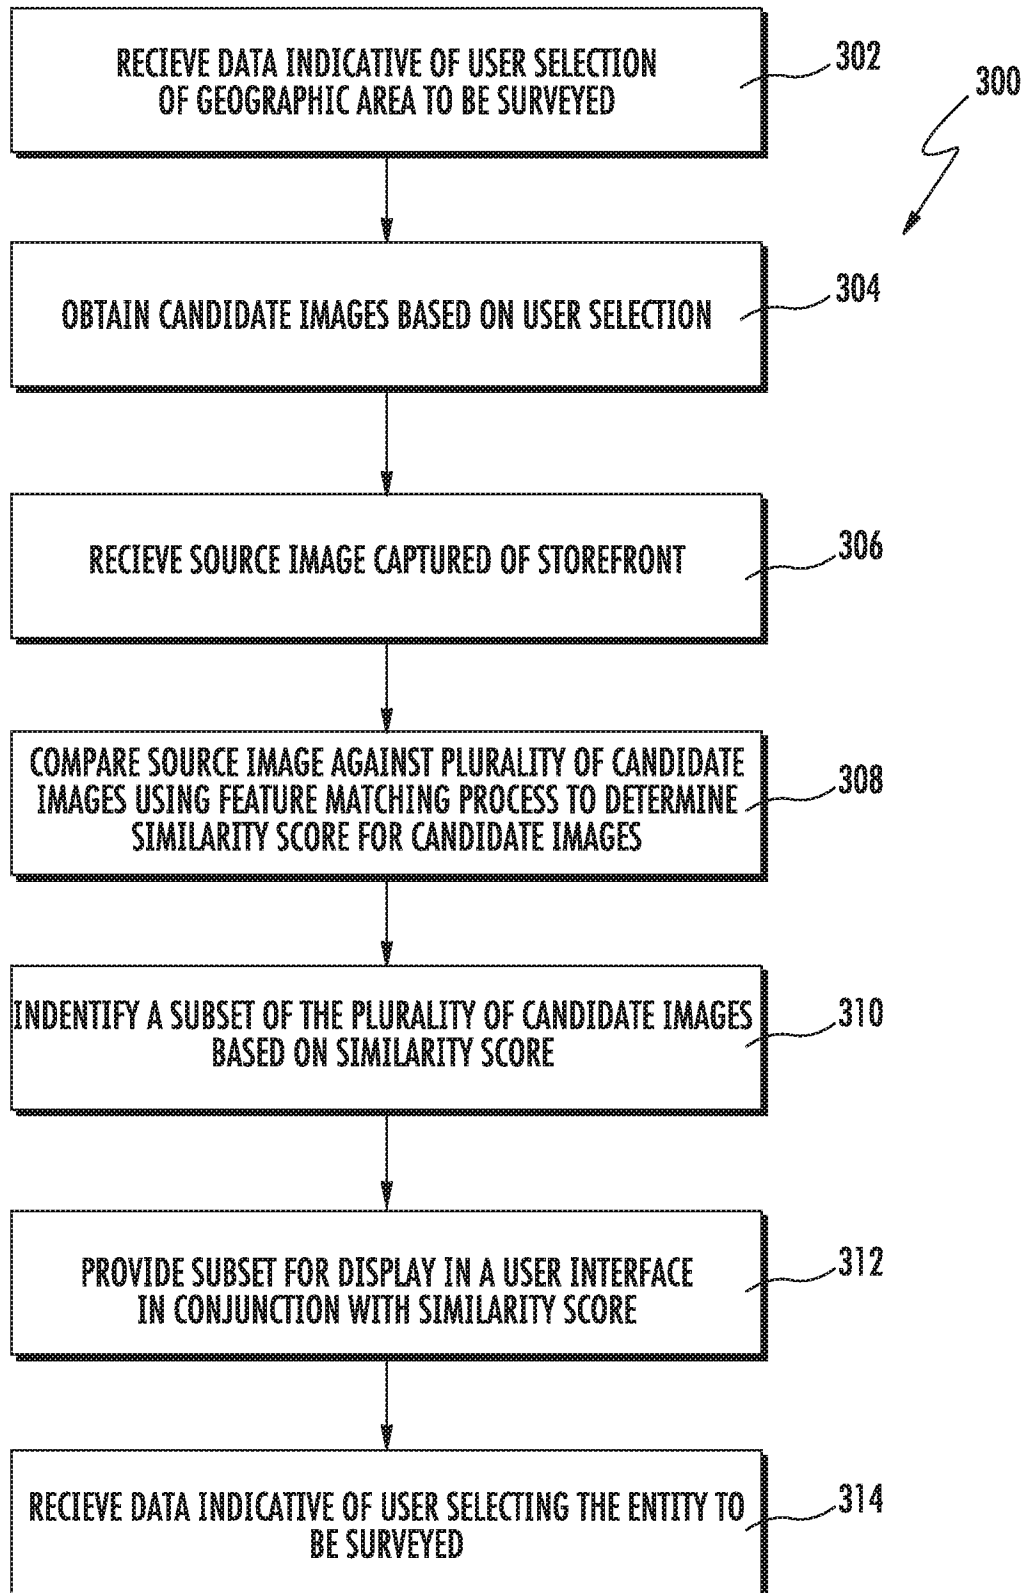 RECIEVE DATA INDICATIVE OF USER SELECTION
OF GEOGRAPHIC AREA TO BE SURVEYED
302
300
OBTAIN CANDIDATE IMAGES BASED ON USER SELECTION
304
RECIEVE SOURCE IMAGE CAPTURED OF STOREFRONT
306
COMPARE SOURCE IMAGE AGAINST PLURALITY OF CANDIDATE
IMAGES USING FEATURE MATCHING PROCESS TO DETERMINE
SIMILARITY SCORE FOR CANDIDATE IMAGES
308
INDENTIFY A SUBSET OF THE PLURALITY OF CANDIDATE IMAGES
BASED ON SIMILARITY SCORE
310
PROVIDE SUBSET FOR DISPLAY IN A USER INTERFACE
IN CONJUNCTION WITH SIMILARITY SCORE
312
RECIEVE DATA INDICATIVE OF USER SELECTING THE ENTITY TO
BE SURVEYED
314